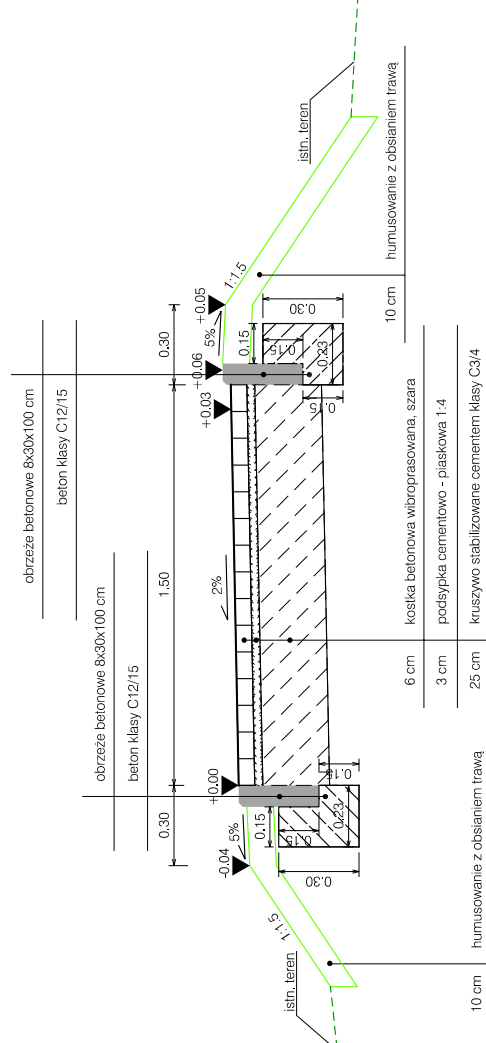 obrzeże betonowe 8x30x100 cm
beton klasy C12/15
obrzeże betonowe 8x30x100 cm
beton klasy C12/15
0.30
1.50
0.30
-0.04
+0.00
+0.03
+0.06
+0.05
5%
2%
5%
1:1.5
1:1.5
0.15
0.15
0.15
0.23
0.30
0.15
0.15
0.15
0.23
0.30
istn. teren
istn. teren
6 cm kostka betonowa wibroprasowana, szara
3 cm podsypka cementowo - piaskowa 1:4
25 cm kruszywo stabilizowane cementem klasy C3/4
10 cm humusowanie z obsianiem trawą
10 cm humusowanie z obsianiem trawą